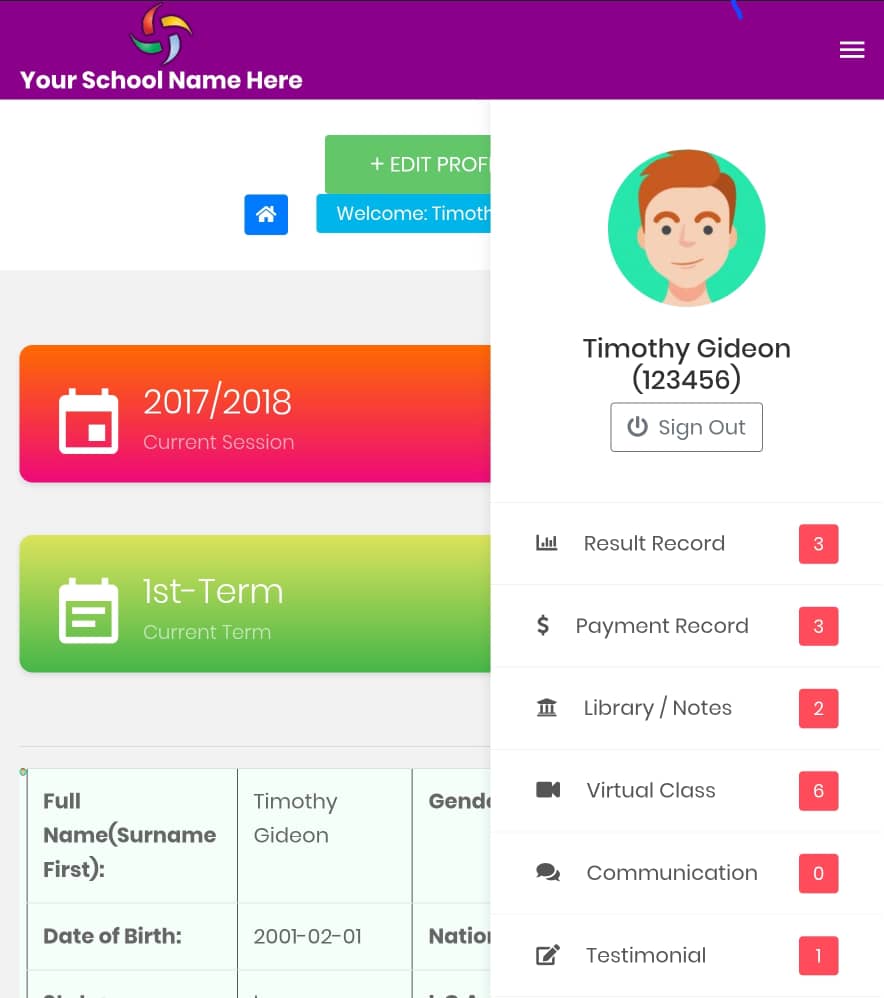 Your School Name Here
+ EDIT PROF
Welcome: Timoth
2017/2018
Current Session
1st-Term
Current Term
Full Name(Surname First):
Timothy Gideon
Gend
Date of Birth:
2001-02-01
Natio
Timothy Gideon
(123456)
Sign Out
Result Record 3
Payment Record 3
Library / Notes 2
Virtual Class 6
Communication 0
Testimonial 1